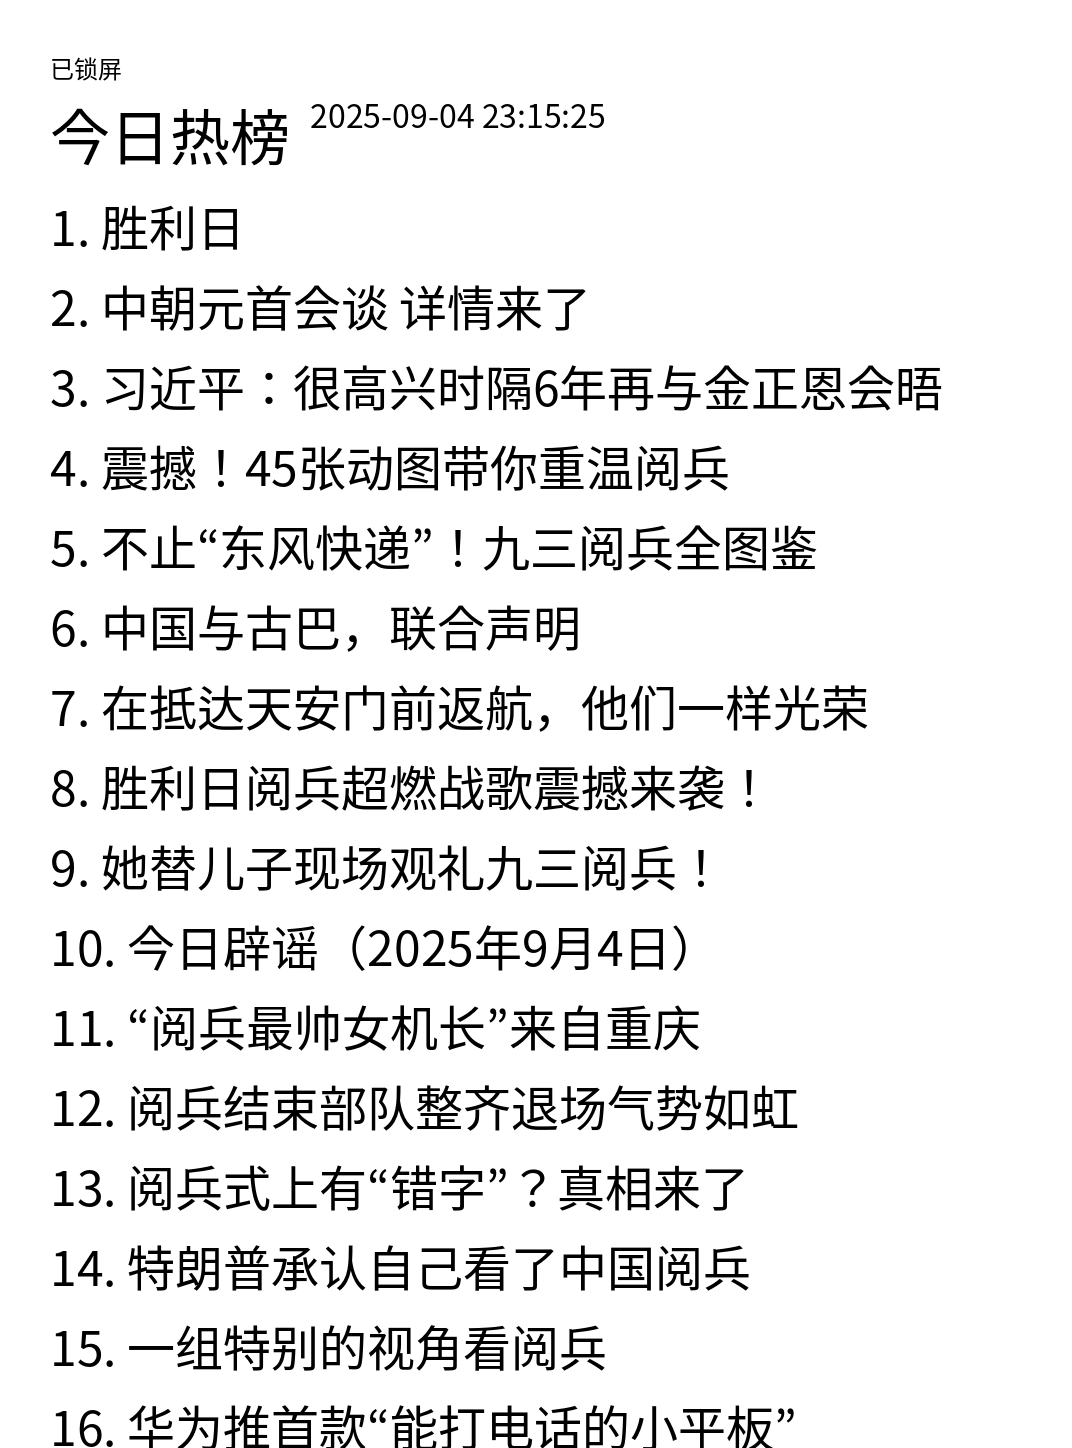 已锁屏
今日热榜 2025-09-04 23:15:25
1. 胜利日
2. 中朝元首会谈 详情来了
3. 习近平：很高兴时隔6年再与金正恩会晤
4. 震撼！45张动图带你重温阅兵
5. 不止“东风快递”！九三阅兵全图鉴
6. 中国与古巴，联合声明
7. 在抵达天安门前返航，他们一样光荣
8. 胜利日阅兵超燃战歌震撼来袭！
9. 她替儿子现场观礼九三阅兵！
10. 今日辟谣（2025年9月4日）
11. “阅兵最帅女机长”来自重庆
12. 阅兵结束部队整齐退场气势如虹
13. 阅兵式上有“错字”？真相来了
14. 特朗普承认自己看了中国阅兵
15. 一组特别的视角看阅兵
16. 华为推首款“能打电话的小平板”